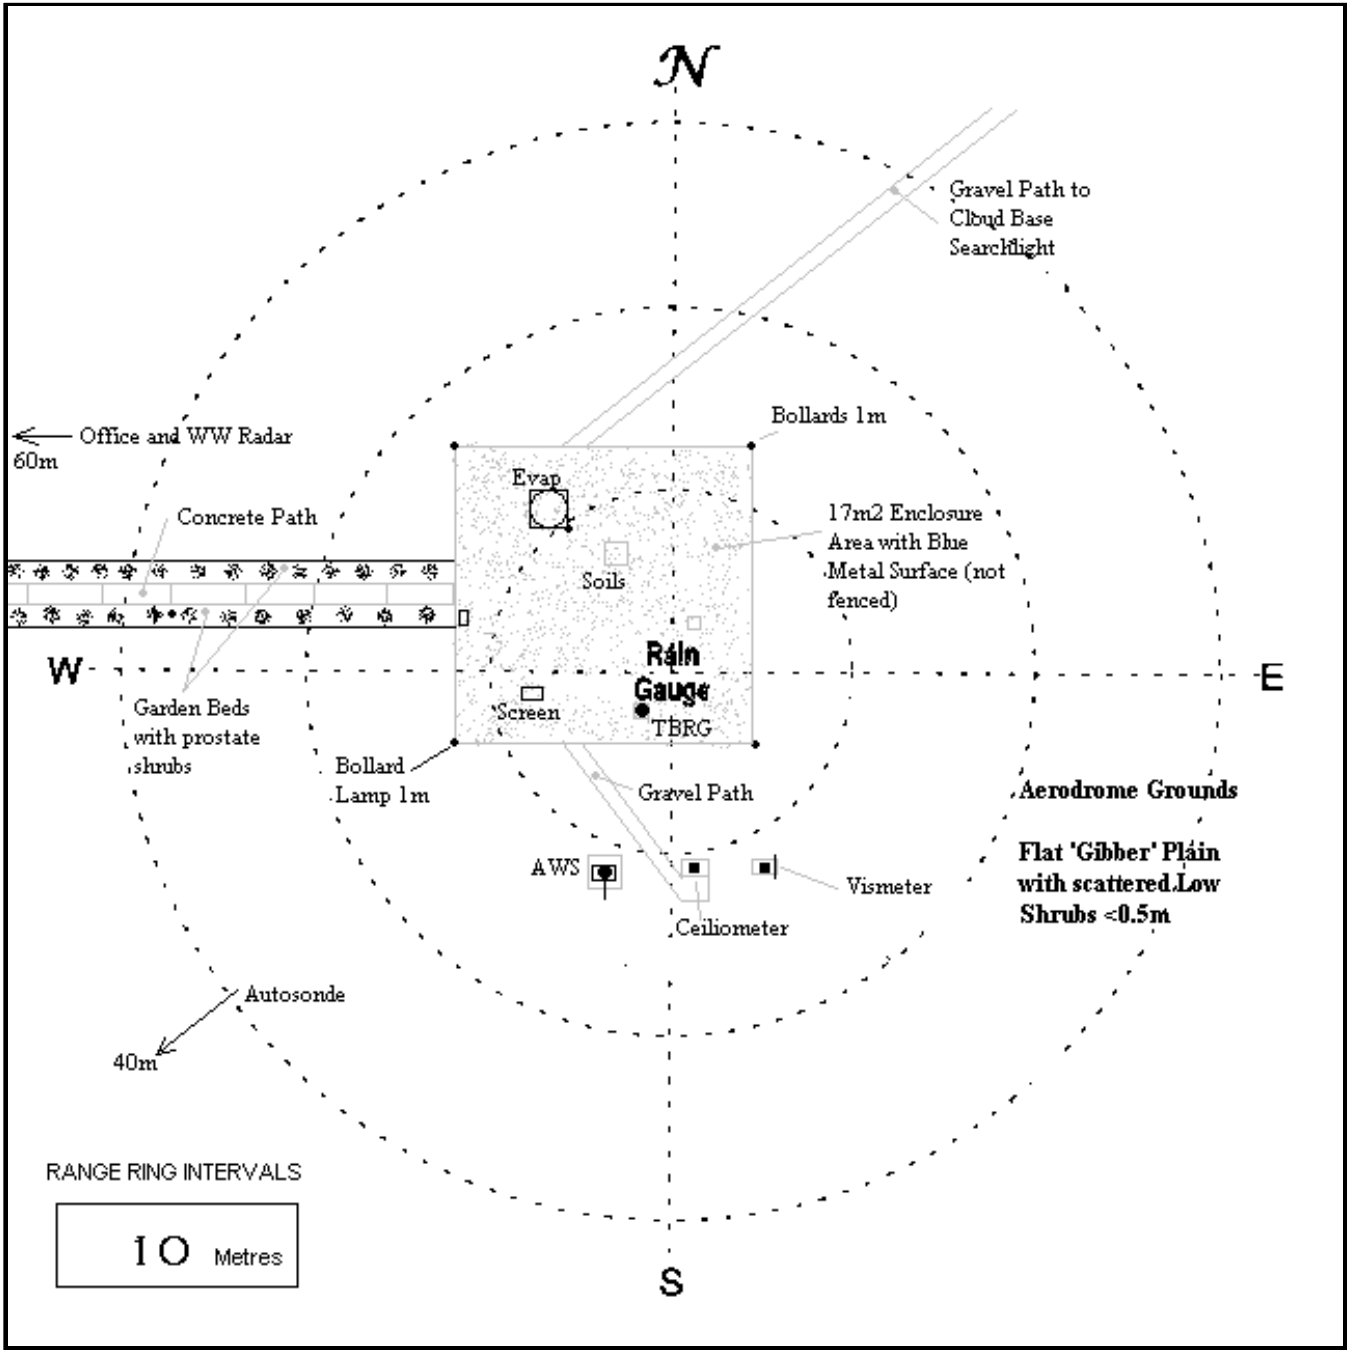 N
Gravel Path to
Cloud Base
Searchlight
Bollards 1m
Office and WW Radar
60m
Evap
Concrete Path
17m2 Enclosure
Area with Blue
Metal Surface (not
fenced)
Soils
Rain
Gauge
W
E
Screen
TBRG
Garden Beds
with prostate
shrubs
Bollard
Lamp 1m
Gravel Path
Aerodrome Grounds
Flat 'Gibber' Plain
with scattered Low
Shrubs <0.5m
AWS
Vismeter
Ceiliometer
Autosonde
40m
RANGE RING INTERVALS
10 Metres
S